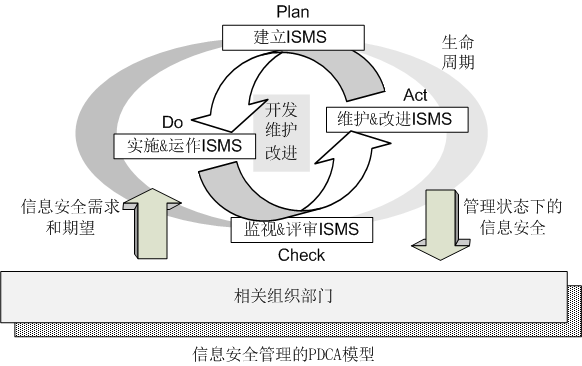 Plan
建立ISMS
生命
周期
Act
维护&改进ISMS
开发
维护
改进
Do
实施&运作ISMS
信息安全需求
和期望
管理状态下的
信息安全
监视&评审ISMS
Check
相关组织部门
信息安全管理的PDCA模型